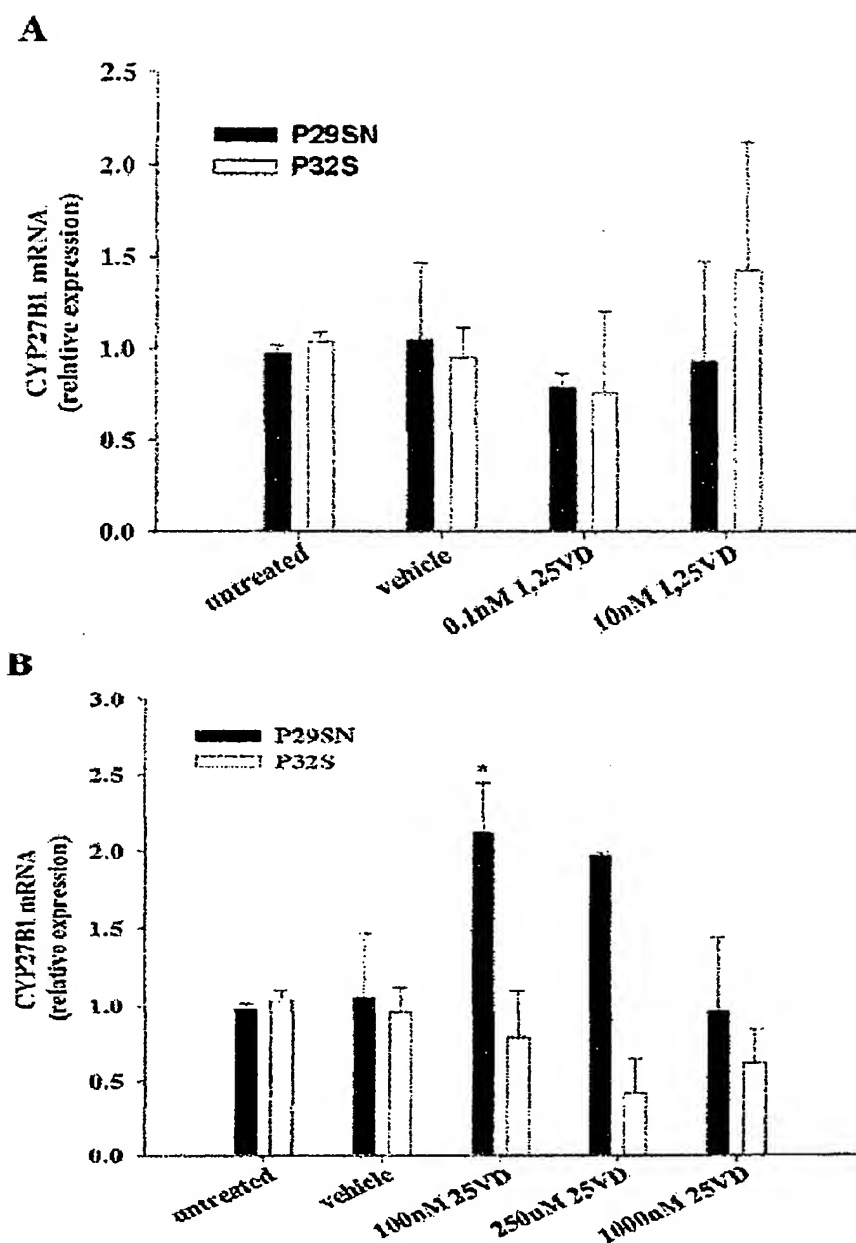 A
2.5
2.0
1.5
1.0
0.5
0.0
CYP27B1 mRNA
(relative expression)
P29SN
P32S
untreated
vehicle
0.1nM 1,25VD
10nM 1,25VD
B
3.0
2.5
2.0
1.5
1.0
0.5
0.0
CYP27B1 mRNA
(relative expression)
P29SN
P32S
*
untreated
vehicle
100nM 25VD
250uM 25VD
1000uM 25VD